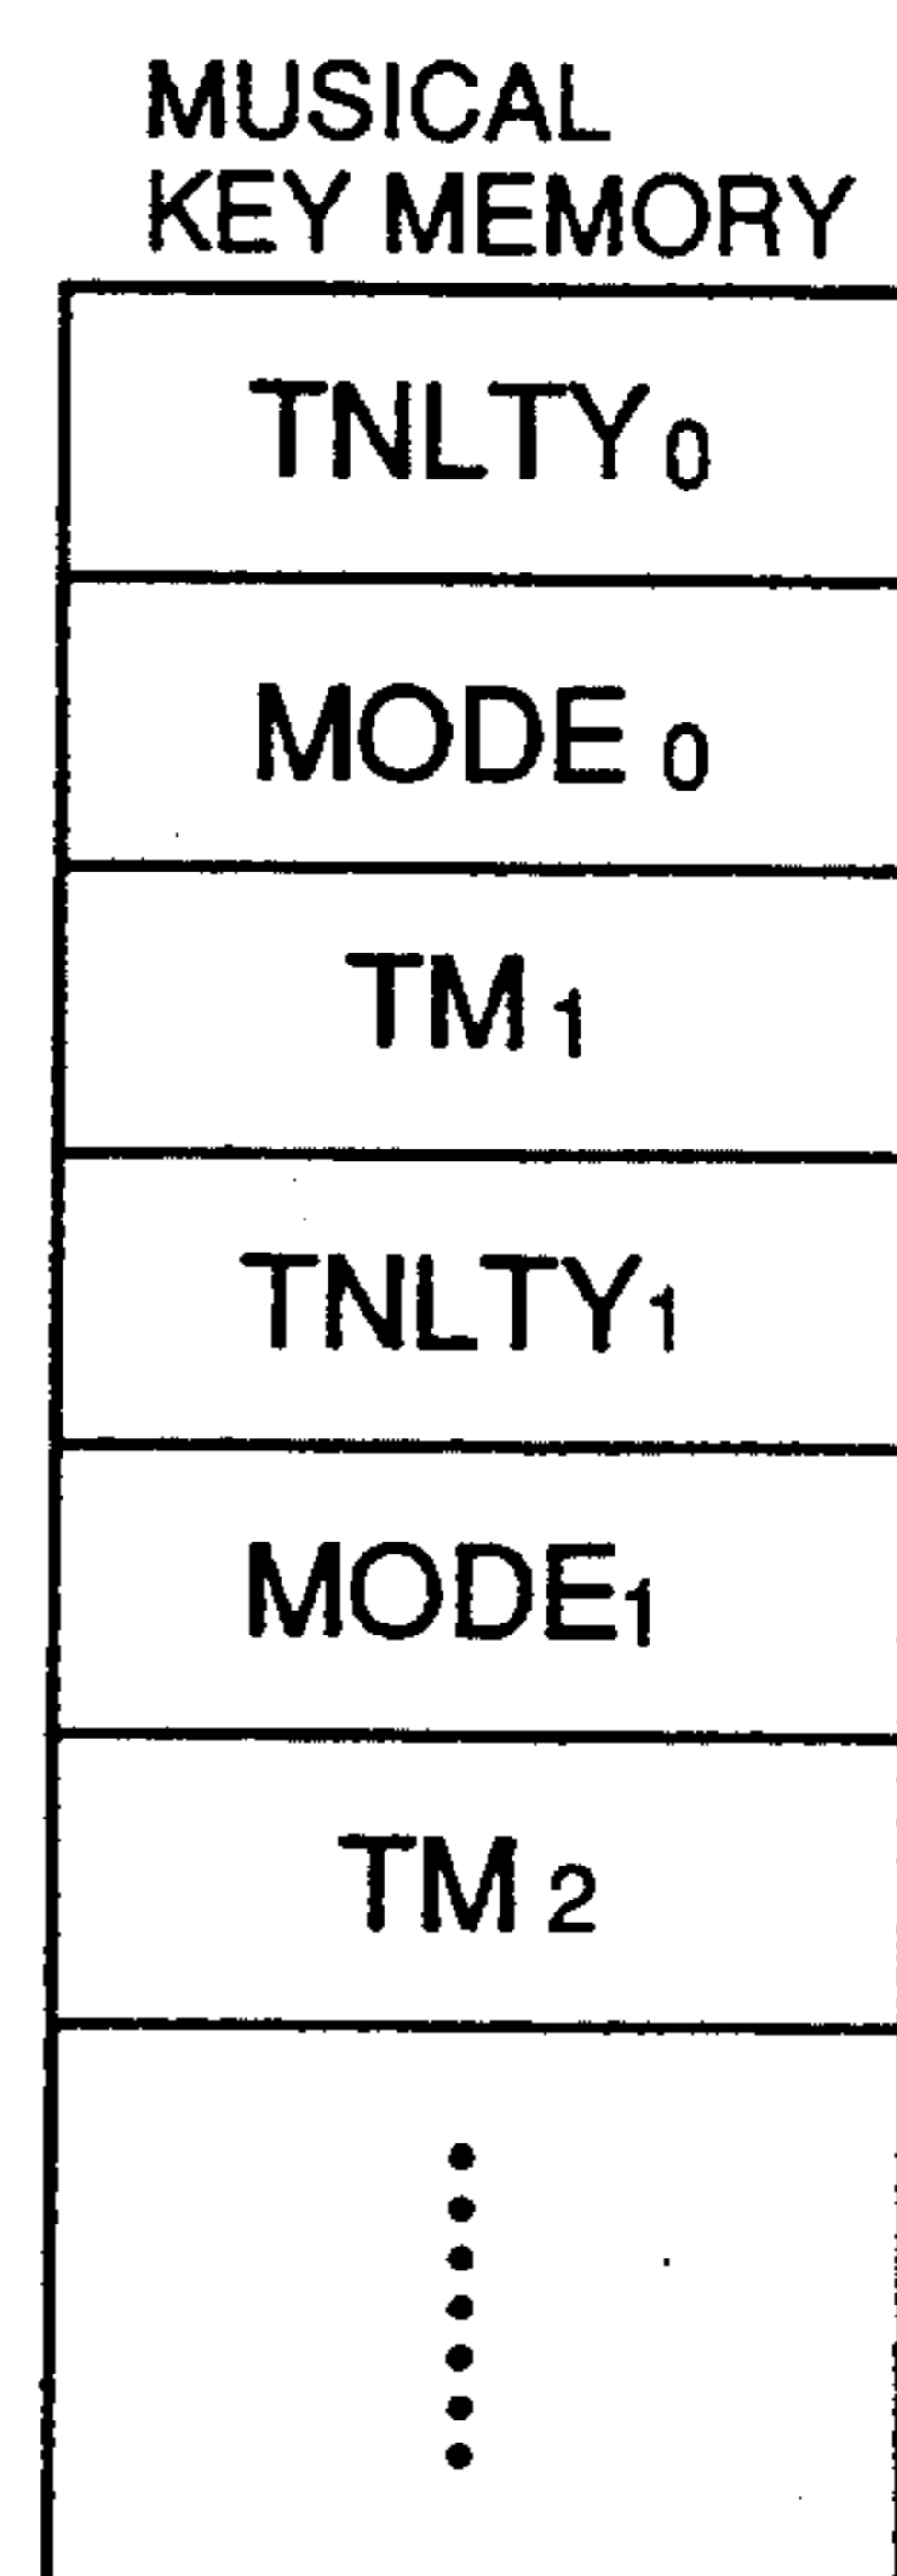 MUSICAL
KEY MEMORY
TNLTY₀
MODE₀
TM₁
TNLTY₁
MODE₁
TM₂